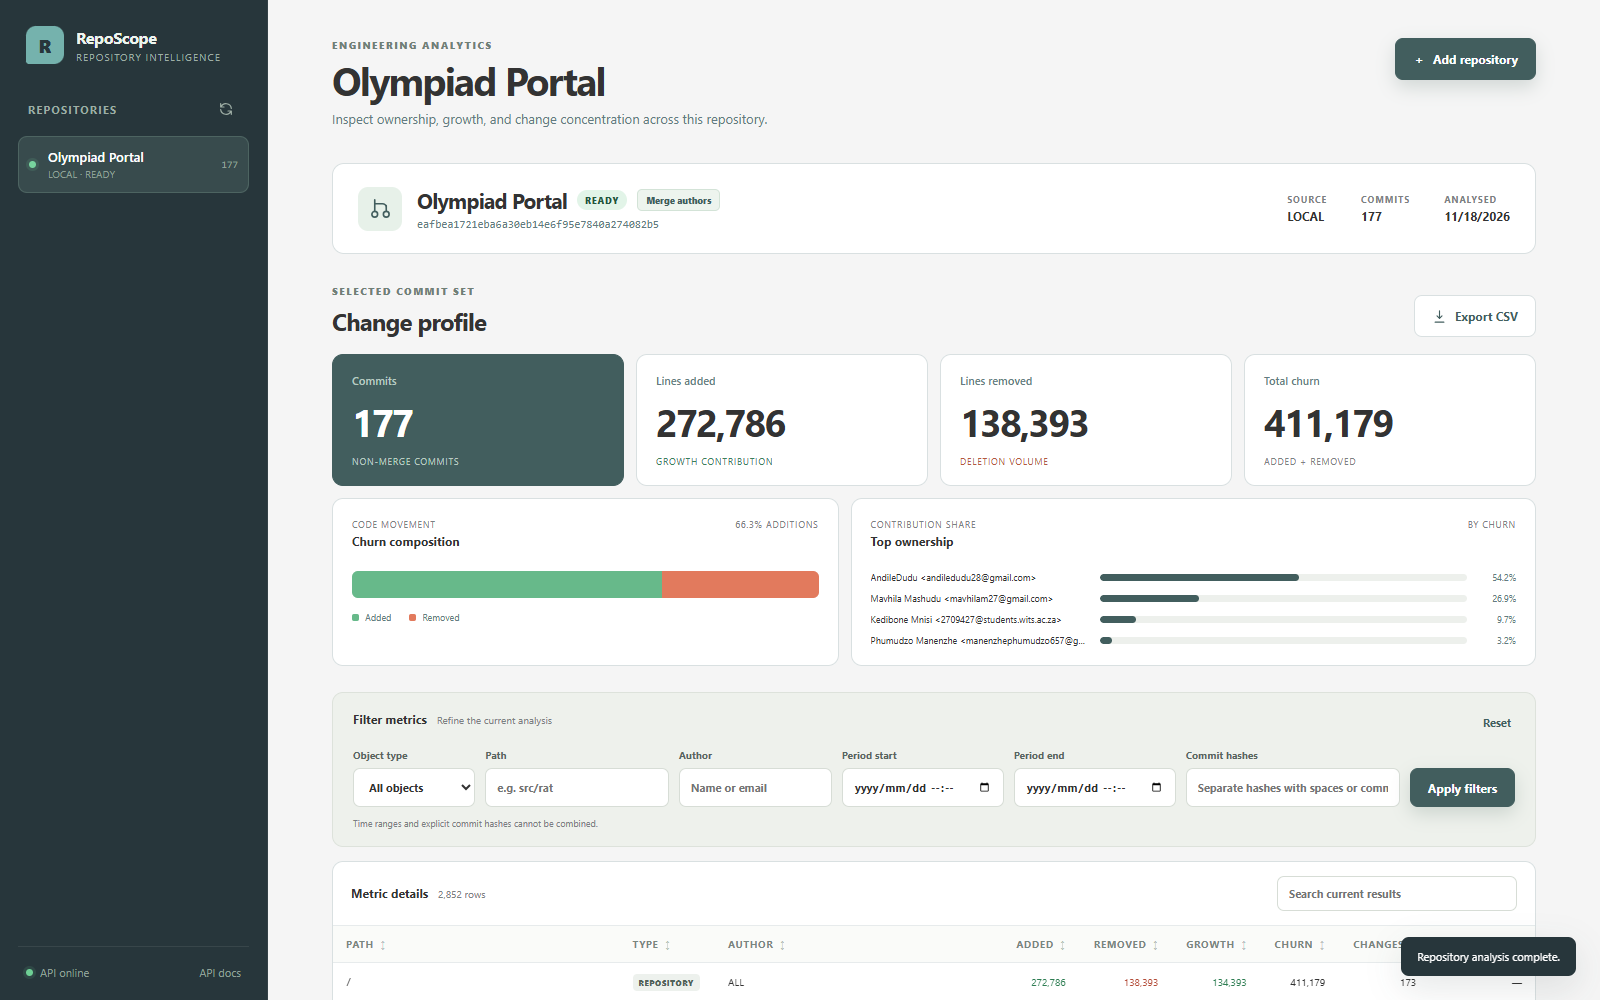 R
RepoScope
REPOSITORY INTELLIGENCE
REPOSITORIES
Olympiad Portal
LOCAL · READY
177
API online
API docs
ENGINEERING ANALYTICS
Olympiad Portal
Inspect ownership, growth, and change concentration across this repository.
+ Add repository
Olympiad Portal READY Merge authors
eafbea1721eba6a30eb14e6f95e7840a274082b5
SOURCE COMMITS ANALYSED
LOCAL 177 11/18/2026
SELECTED COMMIT SET
Change profile
Export CSV
Commits
177
NON-MERGE COMMITS
Lines added
272,786
GROWTH CONTRIBUTION
Lines removed
138,393
DELETION VOLUME
Total churn
411,179
ADDED + REMOVED
CODE MOVEMENT 66.3% ADDITIONS
Churn composition
Added Removed
CONTRIBUTION SHARE BY CHURN
Top ownership
AndileDudu <andiledudu28@gmail.com> 54.2%
Mavhila Mashudu <mavhilam27@gmail.com> 26.9%
Kedibone Mnisi <2709427@students.wits.ac.za> 9.7%
Phumudzo Manenzhe <manenzhephumudzo657@g... 3.2%
Filter metrics Refine the current analysis Reset
Object type Path Author Period start Period end Commit hashes
All objects e.g. src/rat Name or email yyyy/mm/dd --:-- yyyy/mm/dd --:-- Separate hashes with spaces or comm Apply filters
Time ranges and explicit commit hashes cannot be combined.
Metric details 2,852 rows Search current results
PATH TYPE AUTHOR ADDED REMOVED GROWTH CHURN CHANGES
/ REPOSITORY ALL 272,786 138,393 134,393 411,179 173 —
Repository analysis complete.